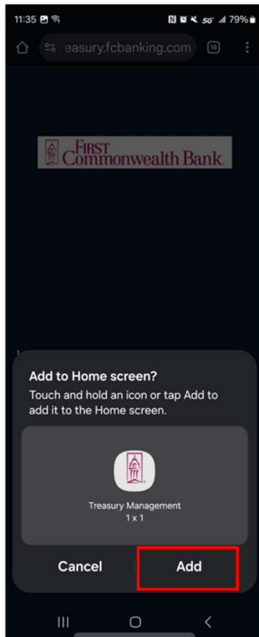 11:35
5G 79%
easury.fcbanking.com 18
FIRST
Commonwealth Bank
Add to Home screen?
Touch and hold an icon or tap Add to
add it to the Home screen.
Treasury Management
1 x 1
Cancel Add